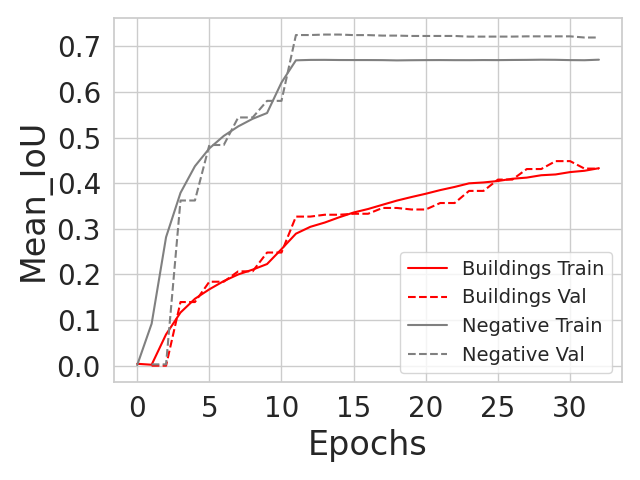 Mean_IoU
0.7
0.6
0.5
0.4
0.3
0.2
0.1
0.0
Buildings Train
Buildings Val
Negative Train
Negative Val
0 5 10 15 20 25 30
Epochs